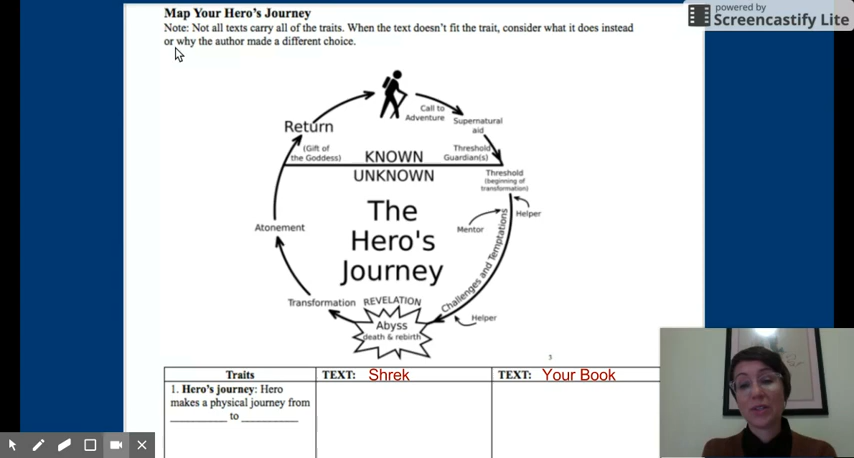 powered by
Screencastify Lite
Map Your Hero's Journey
Note: Not all texts carry all of the traits. When the text doesn't fit the trait, consider what it does instead
or why the author made a different choice.
Call to
Adventure
Supernatural
aid
Return
(Gift of
the Goddess)
KNOWN
Threshold
Guardian(s)
UNKNOWN
Threshold
(beginning of
transformation)
The
Hero's
Journey
Helper
Mentor
Challenges and Temptations
Atonement
Transformation
REVELATION
Abyss
death & rebirth
Helper
3
Traits
TEXT: Shrek
TEXT: Your Book
1. Hero's journey: Hero
makes a physical journey from
__________ to __________